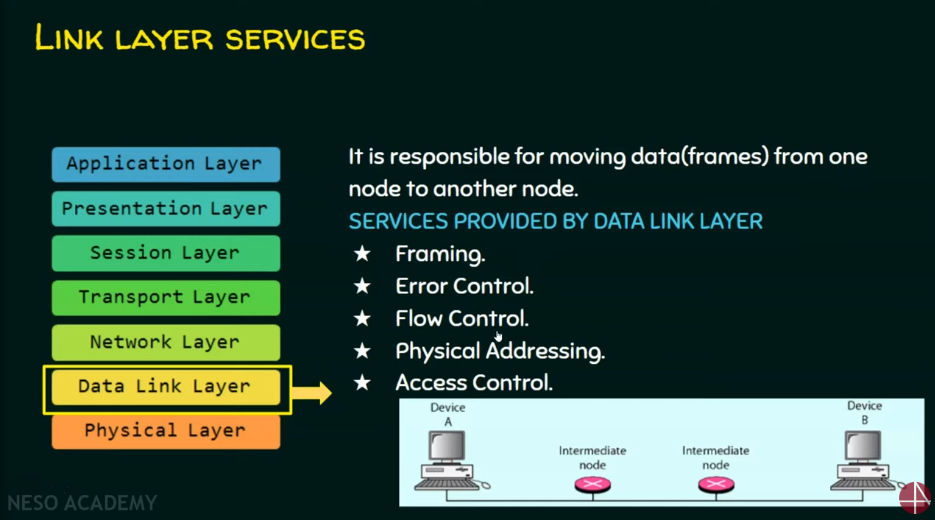 LINK LAYER SERVICES
Application Layer
Presentation Layer
Session Layer
Transport Layer
Network Layer
Data Link Layer
Physical Layer
It is responsible for moving data(frames) from one
node to another node.
SERVICES PROVIDED BY DATA LINK LAYER
★ Framing.
★ Error Control.
★ Flow Control.
★ Physical Addressing.
★ Access Control.
Device
A
Intermediate
node
Intermediate
node
Device
B
NESO ACADEMY